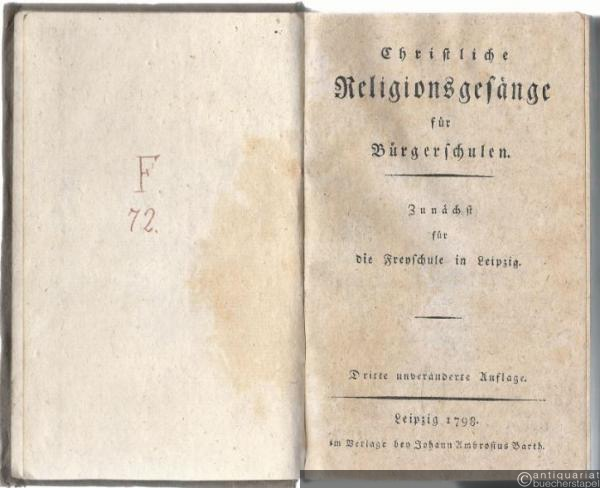 F.
72.
Christliche
Religionsgesänge
für
Bürgerschulen.
Zunächst
für
die Freyschule in Leipzig.
Dritte unveränderte Auflage.
Leipzig 1798.
im Verlage bey Johann Ambrosius Barth.
©antiquariat
buecherstapel